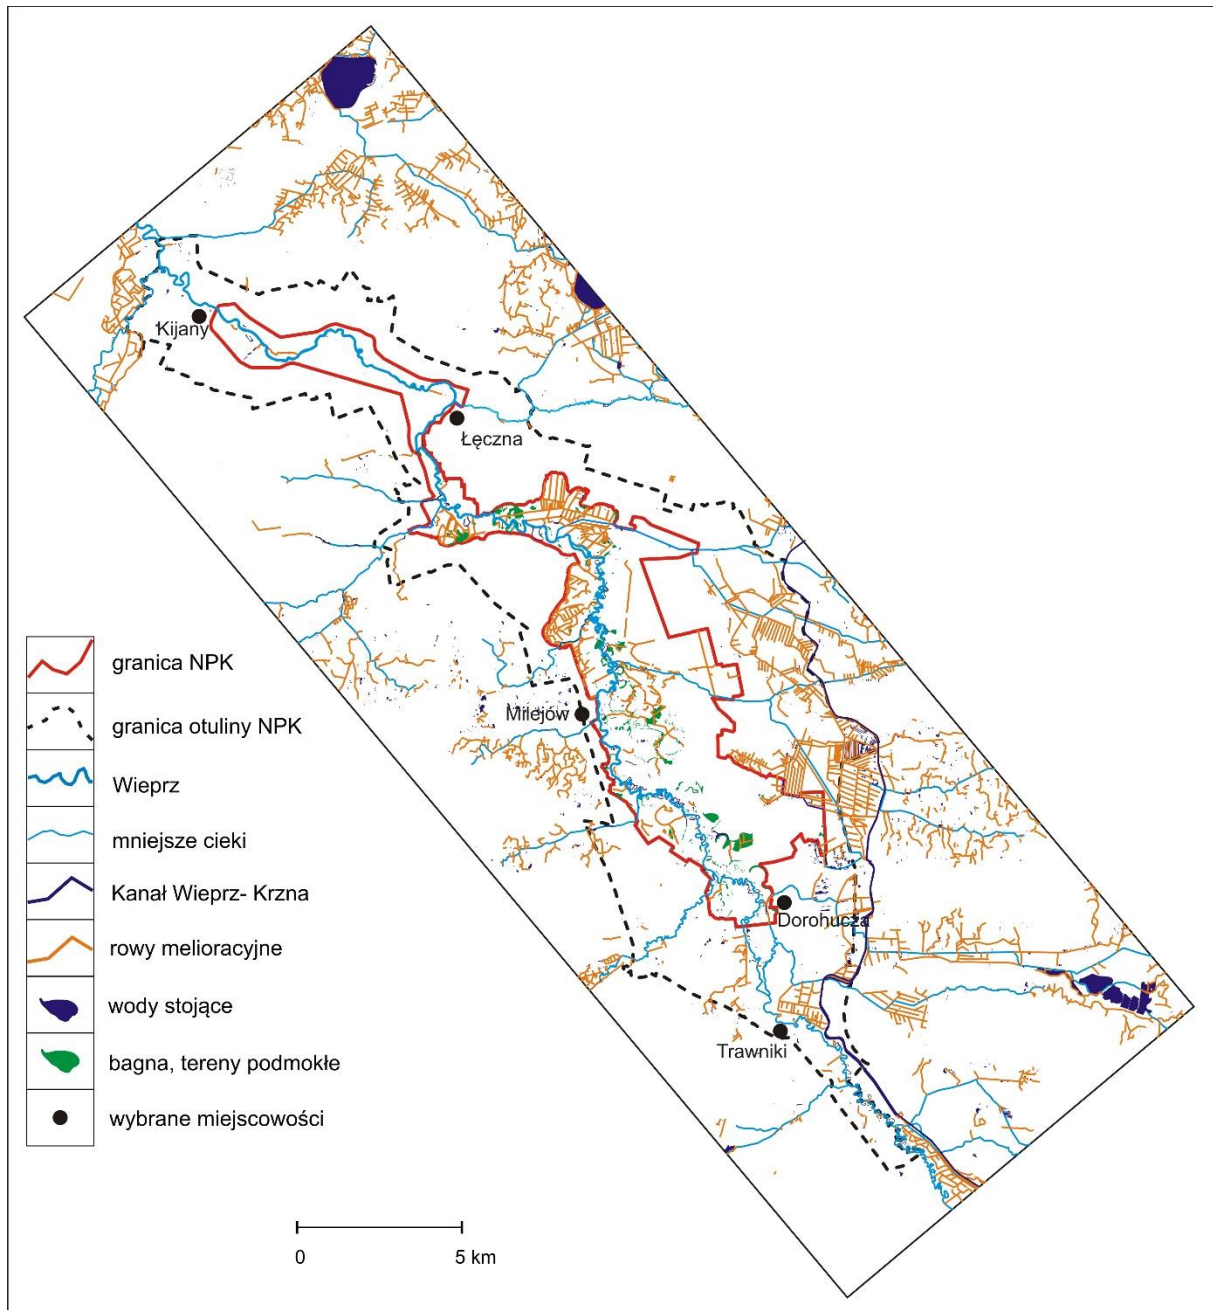 Kijany
Łęczna
Milejów
Dorohucza
Trawniki
granica NPK
granica otuliny NPK
Wieprz
mniejsze cieki
Kanał Wieprz- Krzna
rowy melioracyjne
wody stojące
bagna, tereny podmokłe
wybrane miejscowości
0 5 km